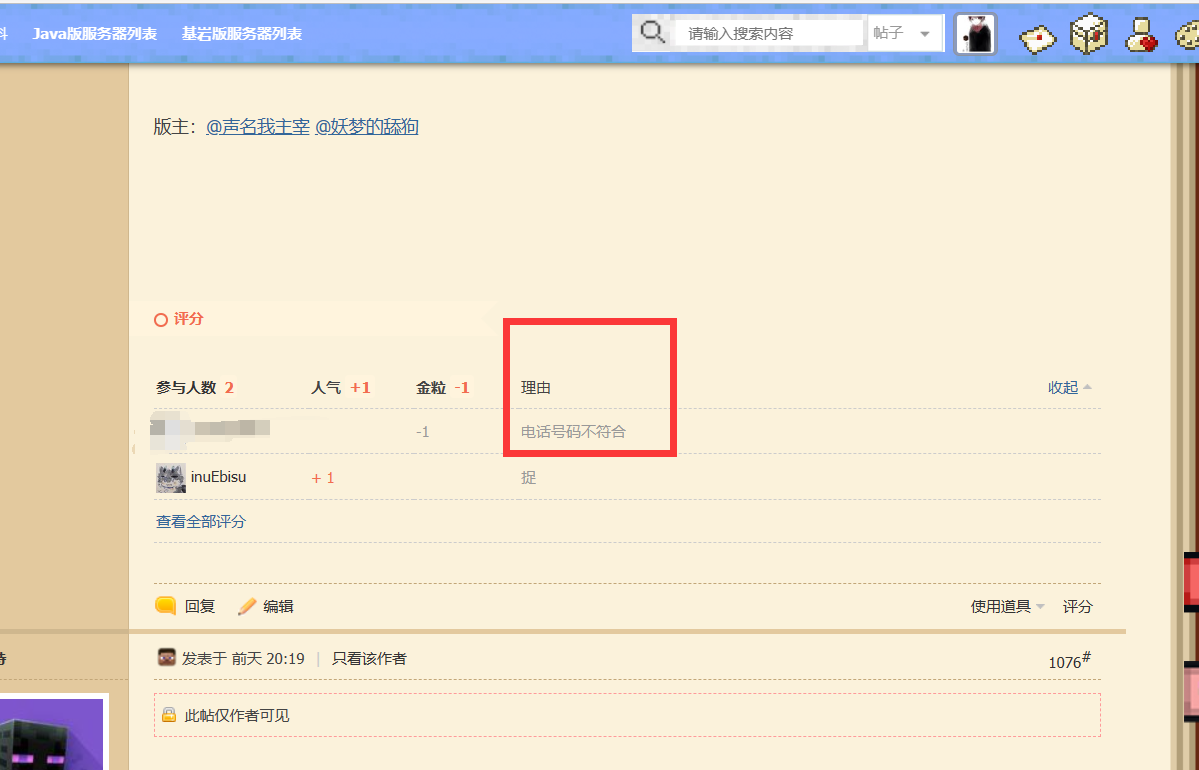 料 Java版服务器列表 基岩版服务器列表 请输入搜索内容 帖子
版主：@声名我主宰 @妖梦的舔狗
评分
参与人数 2 人气 +1 金粒 -1 理由 收起
-1 电话号码不符合
inuEbisu + 1 捉
查看全部评分
回复 编辑 使用道具 评分
发表于 前天 20:19 | 只看该作者 1076#
此帖仅作者可见